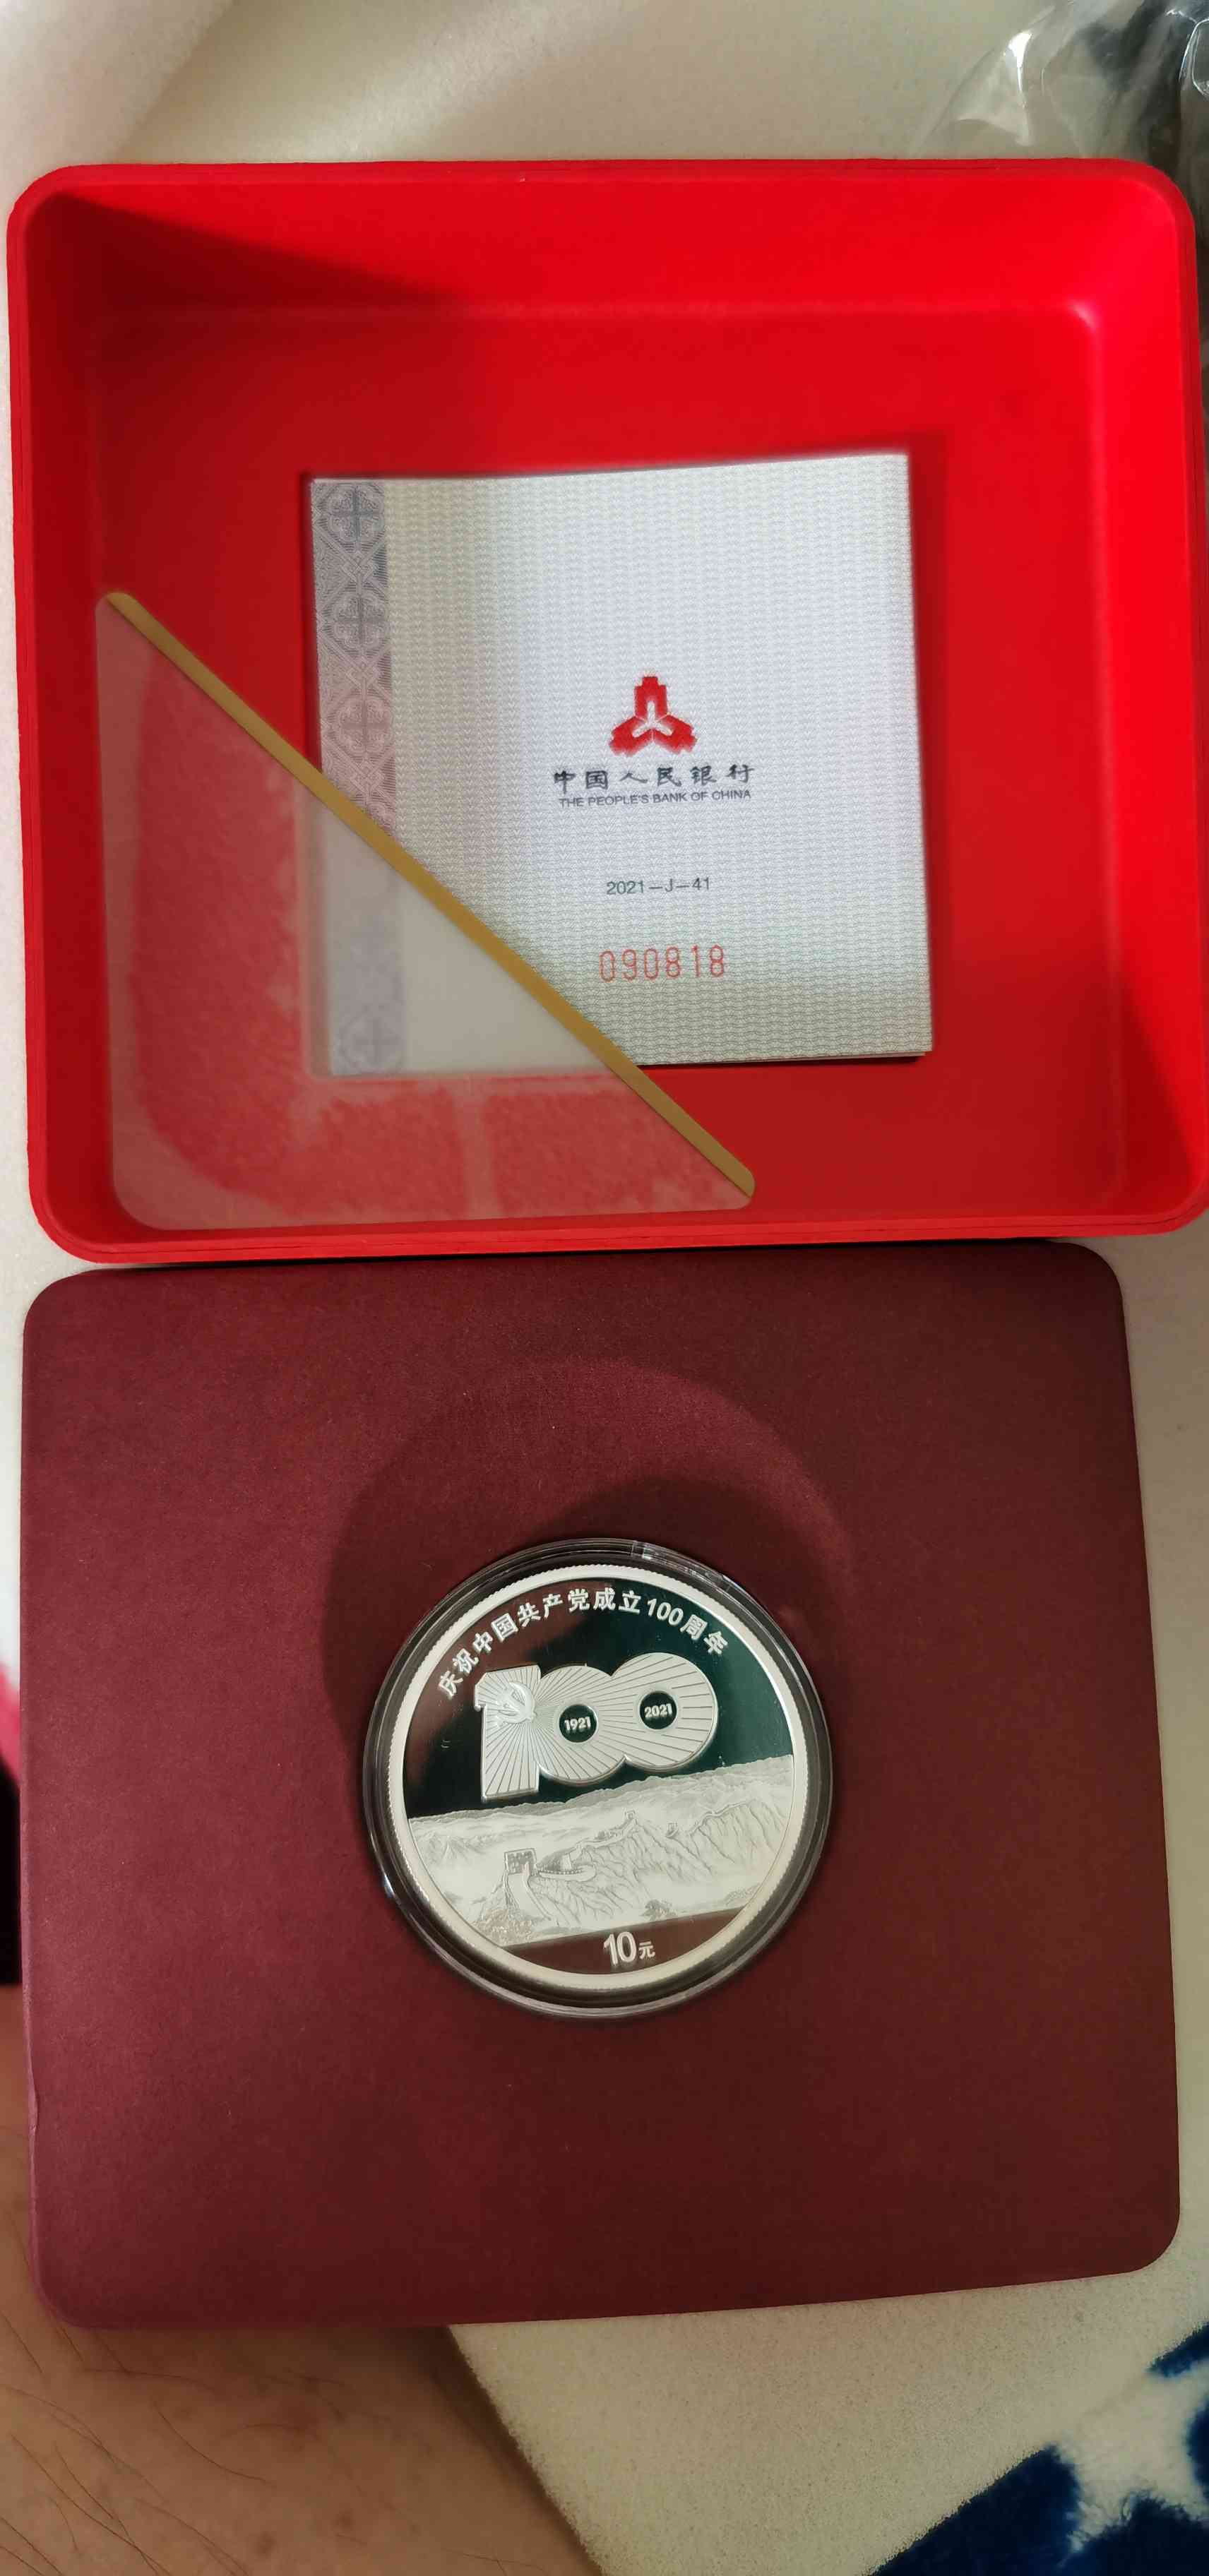 中国人民银行
THE PEOPLE'S BANK OF CHINA
2021—J—41
090818
庆祝中国共产党成立100周年
100
1921
2021
10元